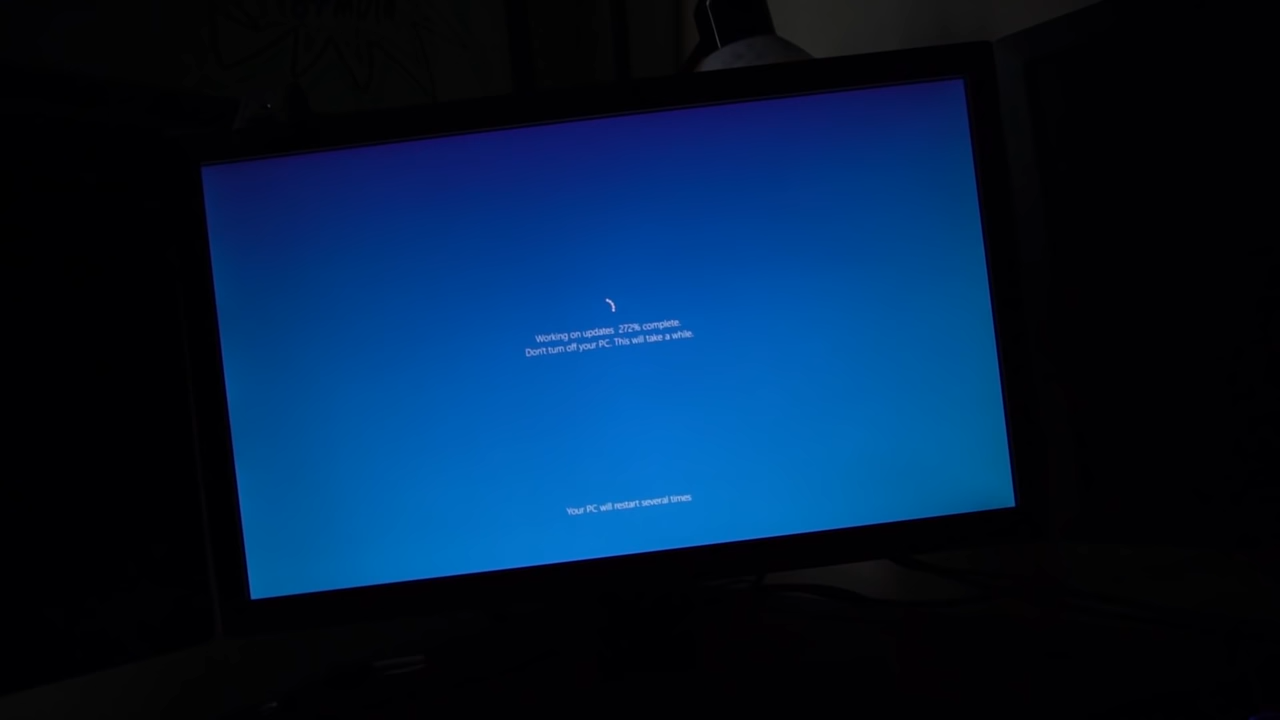 Working on updates  272% complete.
Don't turn off your PC. This will take a while.
Your PC will restart several times